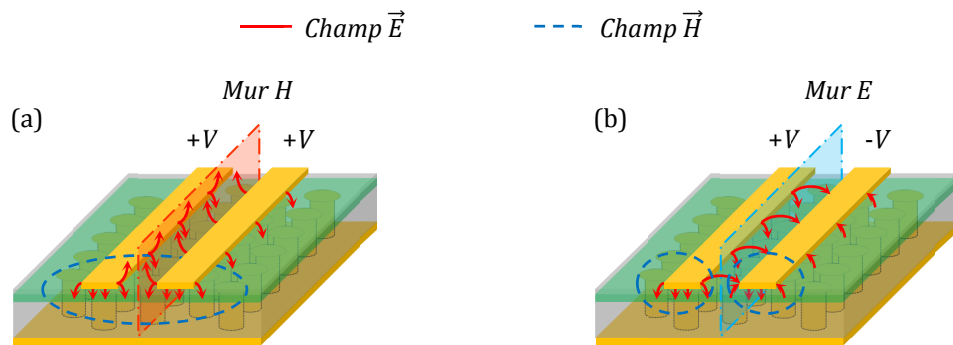 Champ E⃗ Champ H⃗
Mur H Mur E
(a) +V +V (b) +V -V